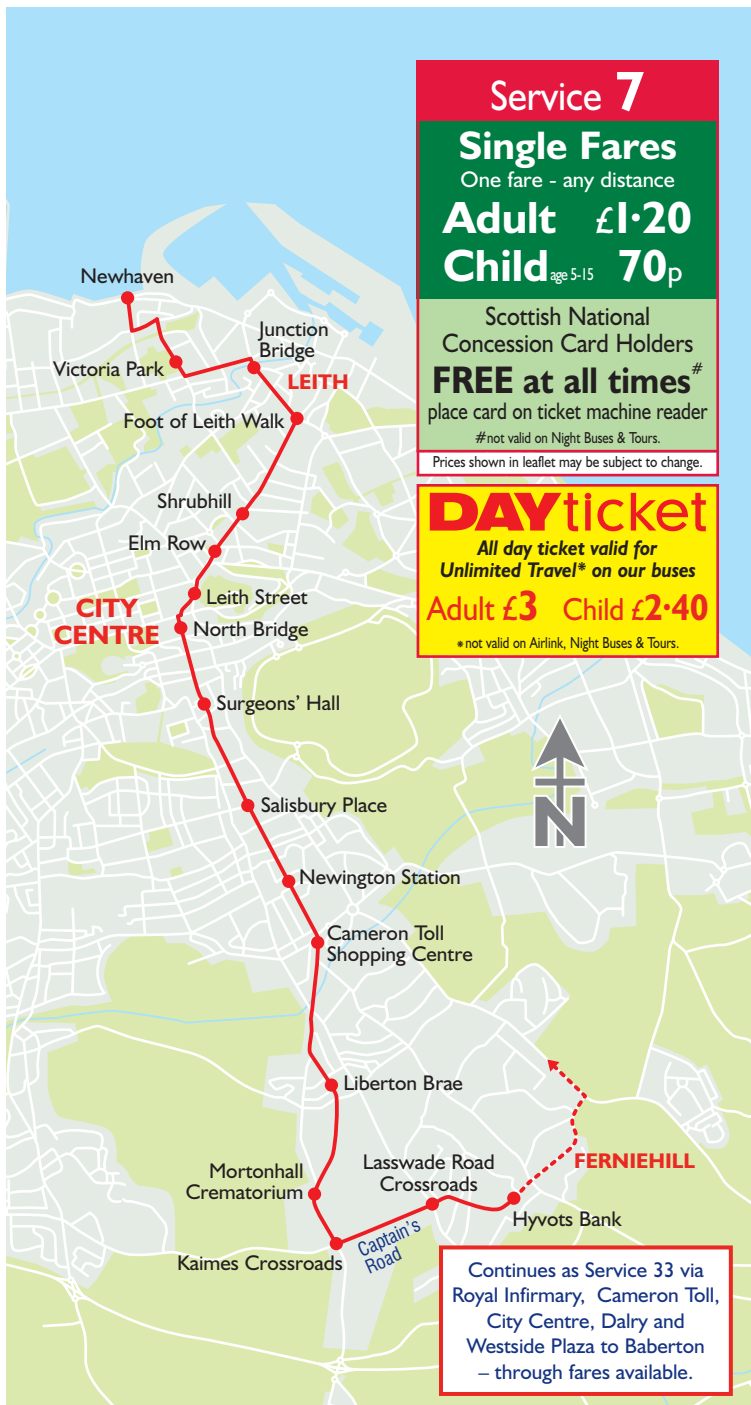 Service 7
Single Fares
One fare - any distance
Adult £1·20
Child age 5-15 70p
Scottish National
Concession Card Holders
FREE at all times#
place card on ticket machine reader
#not valid on Night Buses & Tours.
Prices shown in leaflet may be subject to change.
DAYticket
All day ticket valid for
Unlimited Travel* on our buses
Adult £3 Child £2·40
*not valid on Airlink, Night Buses & Tours.
Newhaven
Victoria Park
Junction
Bridge
LEITH
Foot of Leith Walk
Shrubhill
Elm Row
Leith Street
CITY
CENTRE
North Bridge
Surgeons' Hall
N
Salisbury Place
Newington Station
Cameron Toll
Shopping Centre
Liberton Brae
Mortonhall
Crematorium
Lasswade Road
Crossroads
FERNIEHILL
Hyvots Bank
Kaimes Crossroads
Captain's
Road
Continues as Service 33 via
Royal Infirmary, Cameron Toll,
City Centre, Dalry and
Westside Plaza to Baberton
– through fares available.